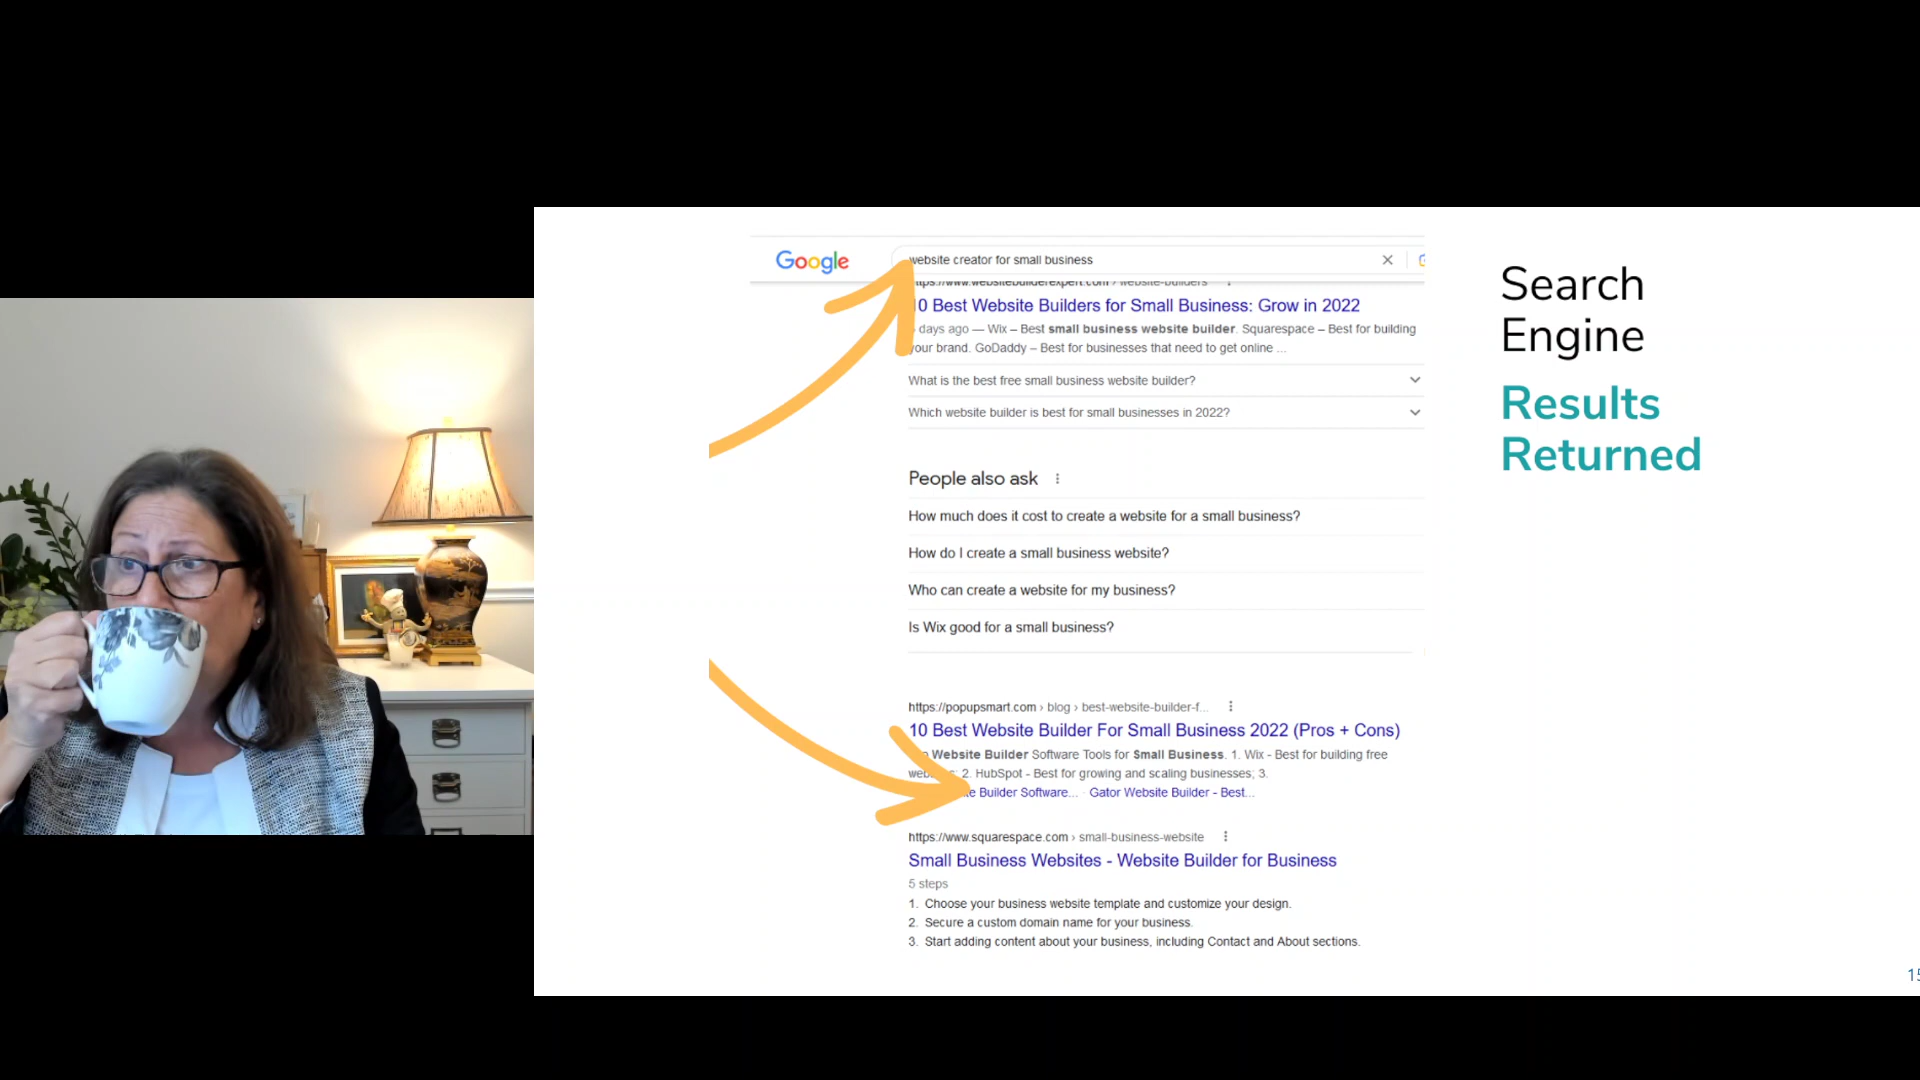 Google
website creator for small business
https://www.websitebuilderexpert.com › website-builders
10 Best Website Builders for Small Business: Grow in 2022
days ago — Wix – Best small business website builder. Squarespace – Best for building
your brand. GoDaddy – Best for businesses that need to get online ...
What is the best free small business website builder?
Which website builder is best for small businesses in 2022?
People also ask
How much does it cost to create a website for a small business?
How do I create a small business website?
Who can create a website for my business?
Is Wix good for a small business?
https://popupsmart.com › blog › best-website-builder-f...
10 Best Website Builder For Small Business 2022 (Pros + Cons)
Website Builder Software Tools for Small Business. 1. Wix - Best for building free
2. HubSpot - Best for growing and scaling businesses; 3.
Builder Software... · Gator Website Builder - Best...
https://www.squarespace.com › small-business-website
Small Business Websites - Website Builder for Business
5 steps
1. Choose your business website template and customize your design.
2. Secure a custom domain name for your business.
3. Start adding content about your business, including Contact and About sections.
Search
Engine
Results
Returned